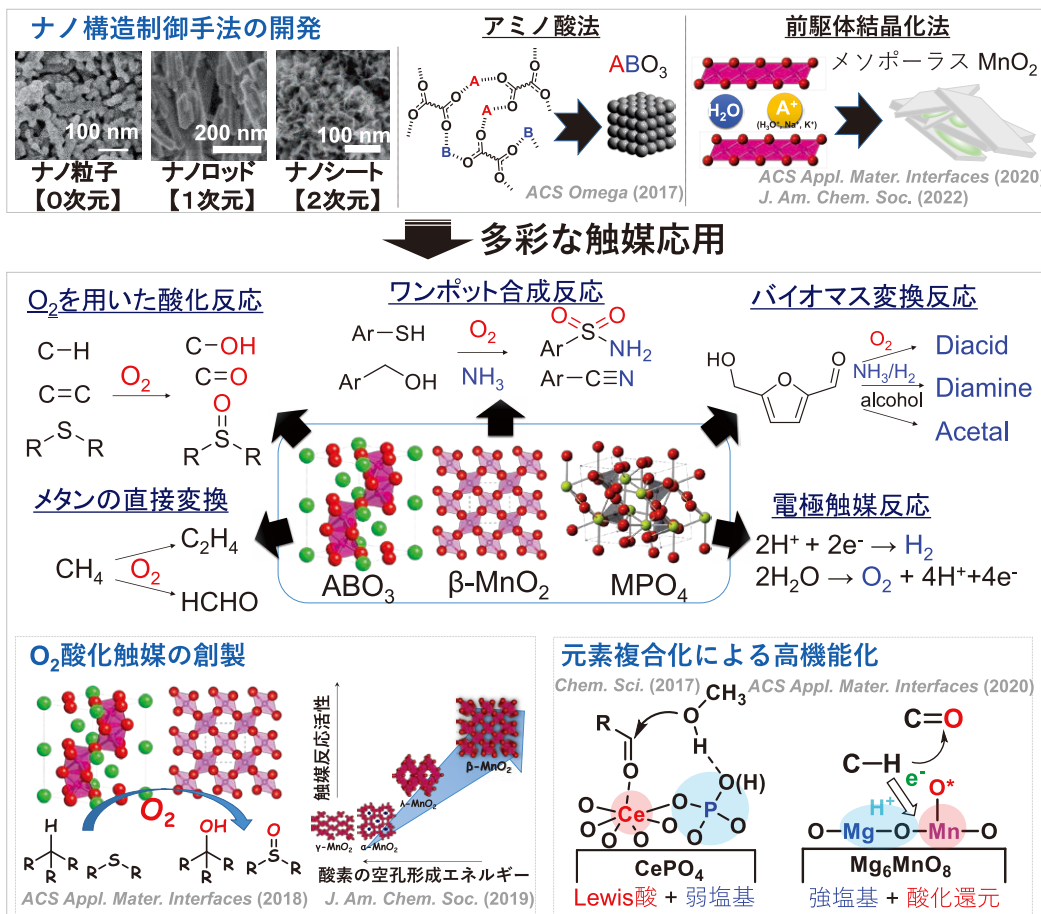 ナノ構造制御手法の開発
100 nm
200 nm
100 nm
ナノ粒子
【0次元】
ナノロッド
【1次元】
ナノシート
【2次元】
アミノ酸法
ABO₃
O
O
O
O
A
O
O
O
O
A
O
O
O
O
B
B
O
O
O
O
ACS Omega (2017)
前駆体結晶化法
メソポーラス MnO₂
H₂O
A⁺
(H₃O⁺, Na⁺, K⁺)
ACS Appl. Mater. Interfaces (2020)
J. Am. Chem. Soc. (2022)
多彩な触媒応用
O₂を用いた酸化反応
C–H
C=C
R S R
O₂
C–OH
C=O
O
R S R
ワンポット合成反応
Ar–SH
Ar OH
O₂
NH₃
O O
Ar S NH₂
Ar–C≡N
バイオマス変換反応
HO
O
O
O₂
NH₃/H₂
alcohol
Diacid
Diamine
Acetal
メタンの直接変換
CH₄
O₂
C₂H₄
HCHO
ABO₃
β-MnO₂
MPO₄
電極触媒反応
2H⁺ + 2e⁻ → H₂
2H₂O → O₂ + 4H⁺+4e⁻
O₂酸化触媒の創製
O₂
H
R R R
R S R
OH
R R R
O
R S R
ACS Appl. Mater. Interfaces (2018)
触媒反応活性
β-MnO₂
λ-MnO₂
γ-MnO₂
α-MnO₂
酸素の空孔形成エネルギー
J. Am. Chem. Soc. (2019)
元素複合化による高機能化
Chem. Sci. (2017)
R C
O
O CH₃
H
O(H)
O O O O Ce O P O O
CePO₄
Lewis酸 + 弱塩基
ACS Appl. Mater. Interfaces (2020)
C=O
C–H
e⁻
H⁺
O*
O–Mg–O–Mn–O
Mg₆MnO₈
強塩基 + 酸化還元